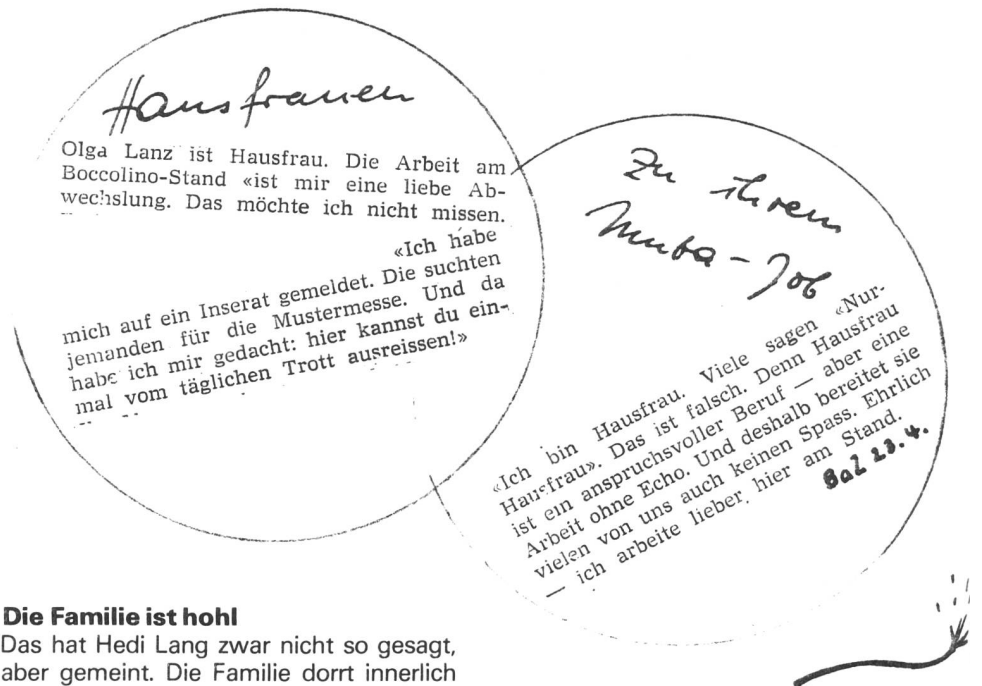 Hausfrauen
Olga Lanz ist Hausfrau. Die Arbeit am
Boccolino-Stand «ist mir eine liebe Ab-
wechslung. Das möchte ich nicht missen.
«Ich habe
mich auf ein Inserat gemeldet. Die suchten
jemanden für die Mustermesse. Und da
habe ich mir gedacht: hier kannst du ein-
mal vom täglichen Trott ausreissen!»
Zu ihrem
Muba-Job
«Ich bin Hausfrau. Viele sagen «Nur-
Hausfrau». Das ist falsch. Denn Hausfrau
ist ein anspruchsvoller Beruf — aber eine
Arbeit ohne Echo. Und deshalb bereitet sie
vielen von uns auch keinen Spass. Ehrlich
— ich arbeite lieber hier am Stand.
BaZ 23.4.
Die Familie ist hohl
Das hat Hedi Lang zwar nicht so gesagt,
aber gemeint. Die Familie dorrt innerlich